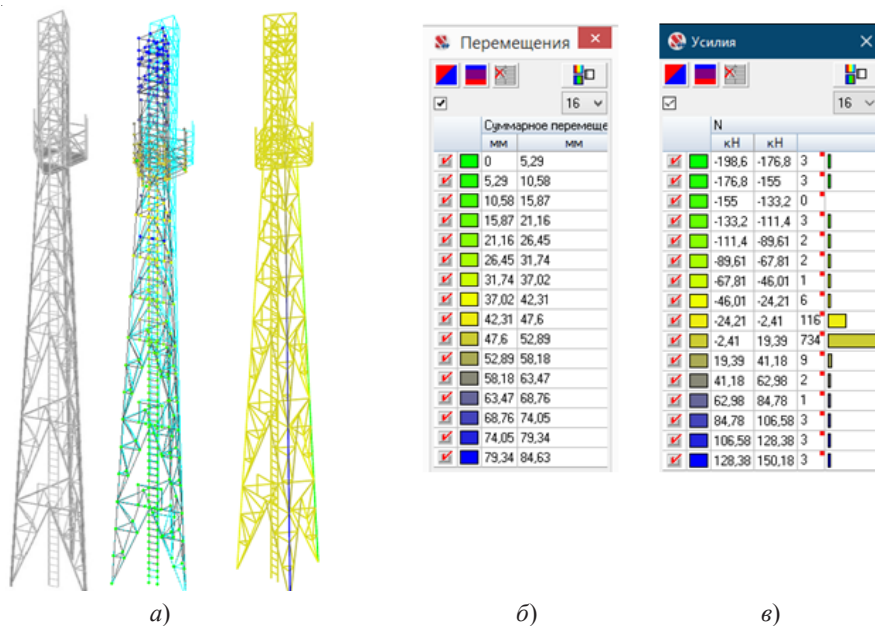 Перемещения
16
Суммарное перемеще
мм мм
0 5,29
5,29 10,58
10,58 15,87
15,87 21,16
21,16 26,45
26,45 31,74
31,74 37,02
37,02 42,31
42,31 47,6
47,6 52,89
52,89 58,18
58,18 63,47
63,47 68,76
68,76 74,05
74,05 79,34
79,34 84,63
Усилия
16
N
кН кН
-198,6 -176,8 3
-176,8 -155 3
-155 -133,2 0
-133,2 -111,4 3
-111,4 -89,61 2
-89,61 -67,81 2
-67,81 -46,01 1
-46,01 -24,21 6
-24,21 -2,41 116
-2,41 19,39 734
19,39 41,18 9
41,18 62,98 2
62,98 84,78 1
84,78 106,58 3
106,58 128,38 3
128,38 150,18 3
а) б) в)